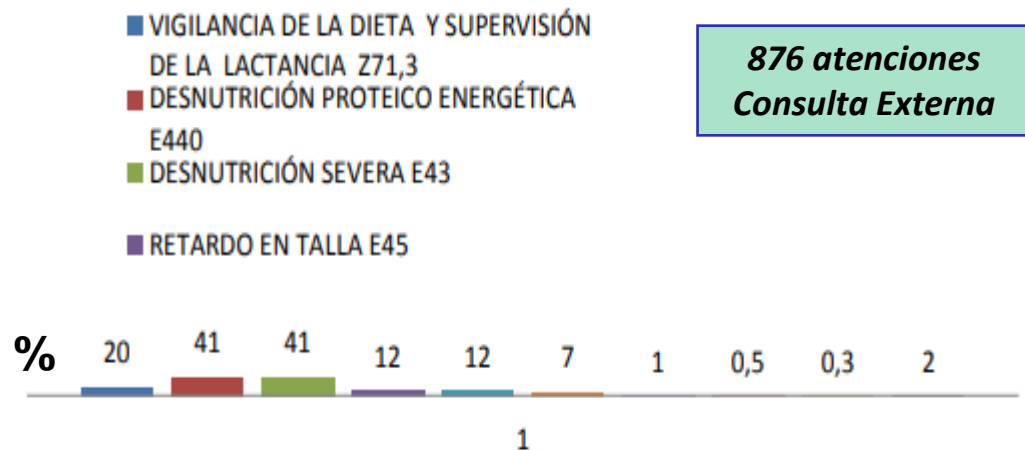 VIGILANCIA DE LA DIETA Y SUPERVISIÓN
DE LA LACTANCIA Z71,3
DESNUTRICIÓN PROTEICO ENERGÉTICA
E440
DESNUTRICIÓN SEVERA E43
RETARDO EN TALLA E45
876 atenciones
Consulta Externa
% 20 41 41 12 12 7 1 0,5 0,3 2
1